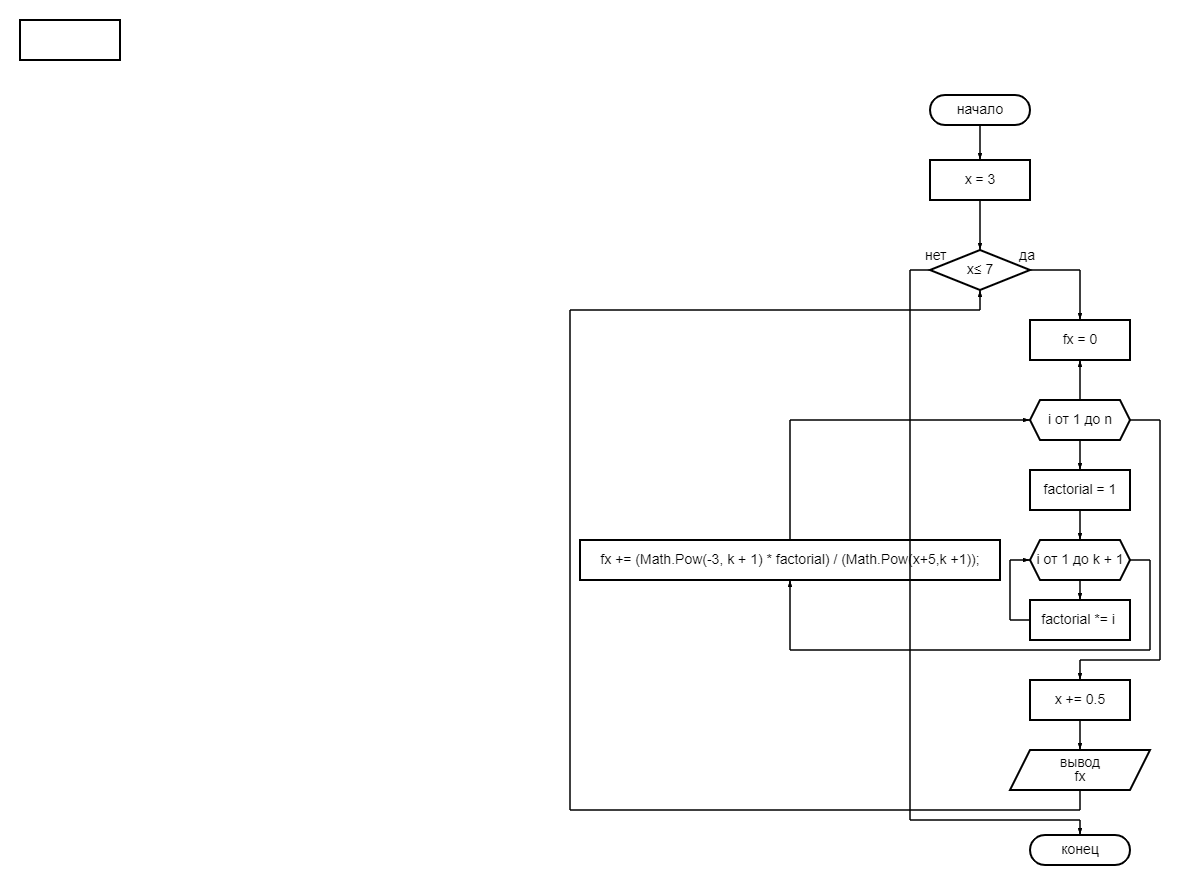 начало
x = 3
нет
да
x≤ 7
fx = 0
i от 1 до n
factorial = 1
fx += (Math.Pow(-3, k + 1) * factorial) / (Math.Pow(x+5,k +1));
i от 1 до k + 1
factorial *= i
x += 0.5
вывод
fx
конец